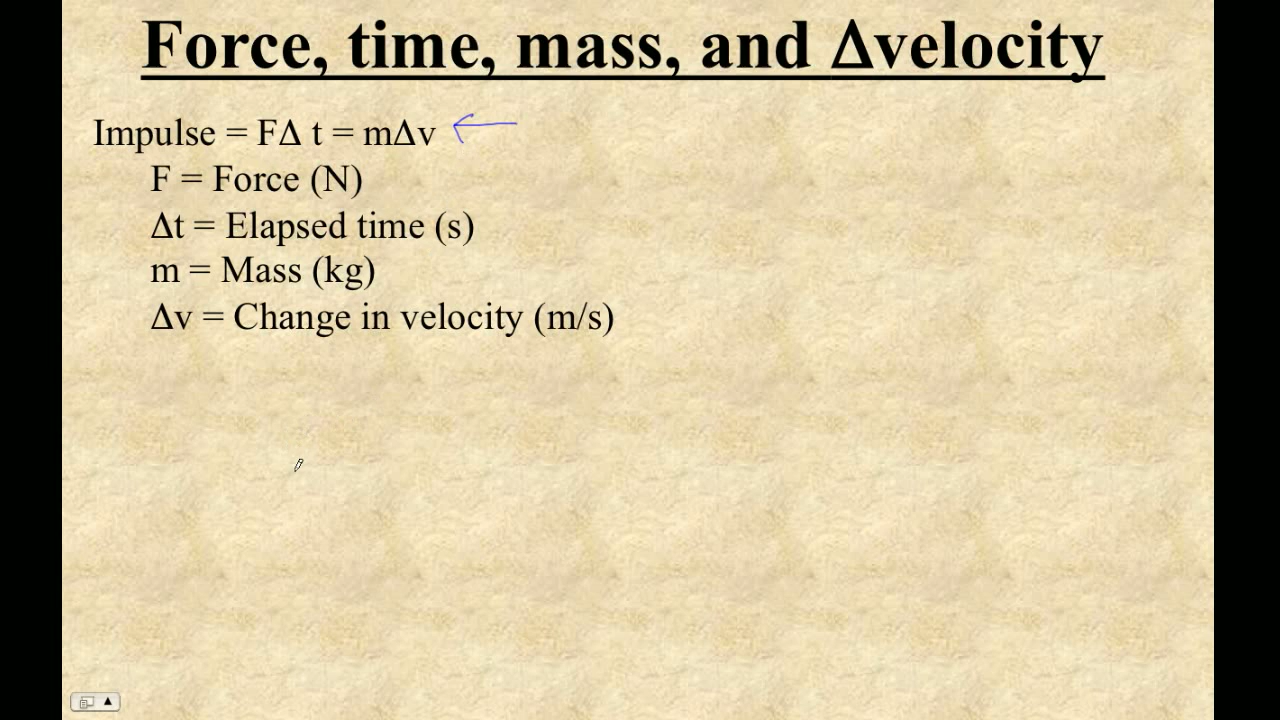 Force, time, mass, and Δvelocity
Impulse = FΔ t = mΔv
F = Force (N)
Δt = Elapsed time (s)
m = Mass (kg)
Δv = Change in velocity (m/s)